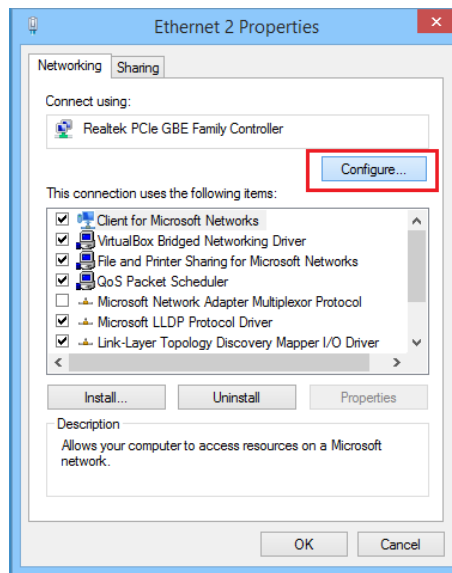 Ethernet 2 Properties
Networking Sharing
Connect using:
Realtek PCIe GBE Family Controller
Configure...
This connection uses the following items:
Client for Microsoft Networks
VirtualBox Bridged Networking Driver
File and Printer Sharing for Microsoft Networks
QoS Packet Scheduler
Microsoft Network Adapter Multiplexor Protocol
Microsoft LLDP Protocol Driver
Link-Layer Topology Discovery Mapper I/O Driver
Install... Uninstall Properties
Description
Allows your computer to access resources on a Microsoft
network.
OK Cancel